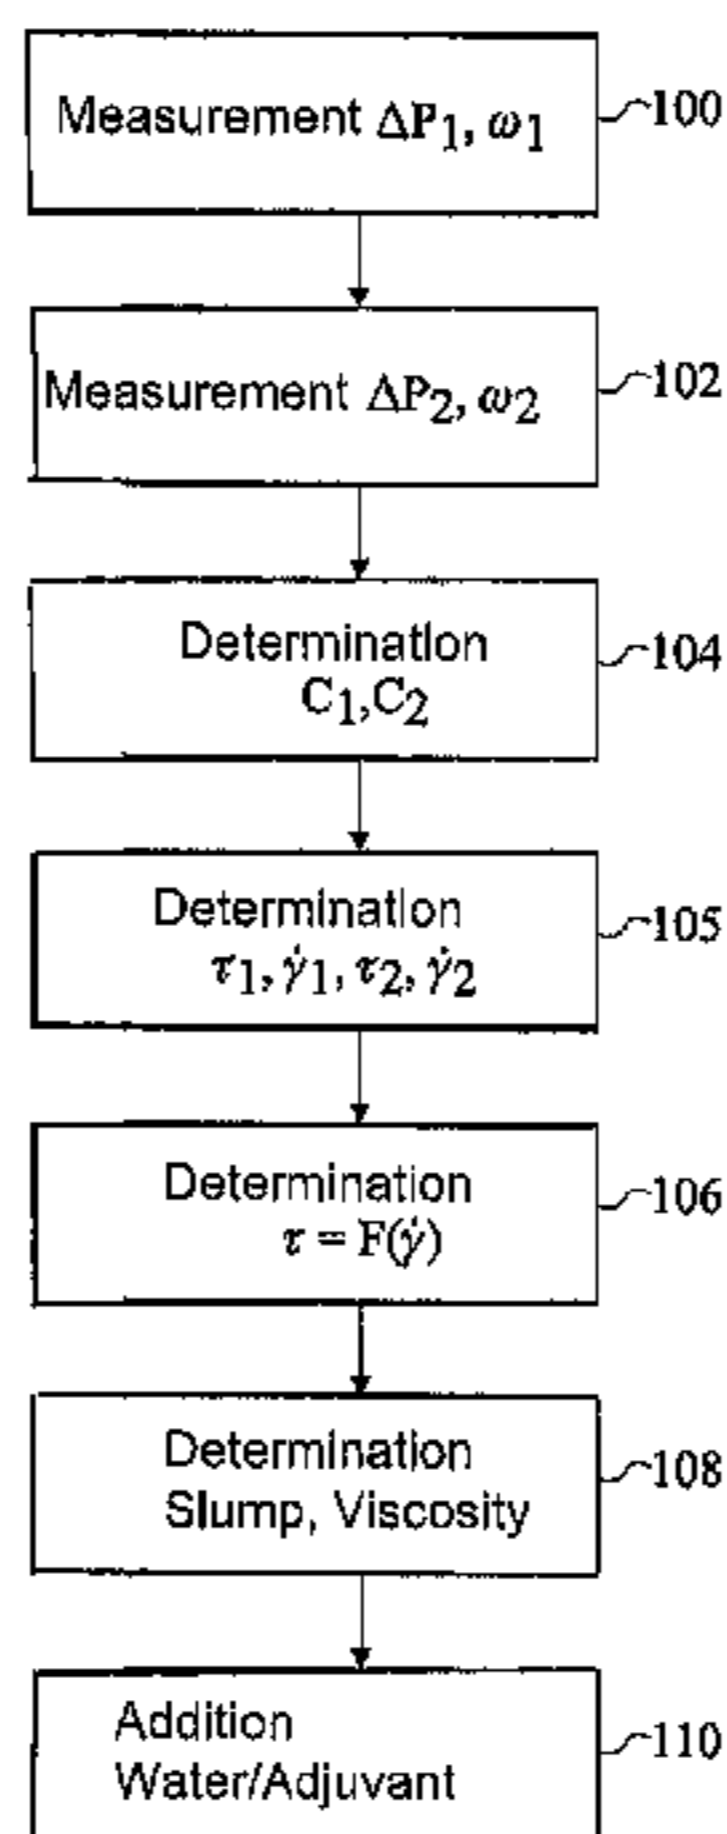 Measurement ΔP1, ω1
100
Measurement ΔP2, ω2
102
Determination
C1,C2
104
Determination
τ1, γ̇1, τ2, γ̇2
105
Determination
τ = F(γ̇)
106
Determination
Slump, Viscosity
108
Addition
Water/Adjuvant
110